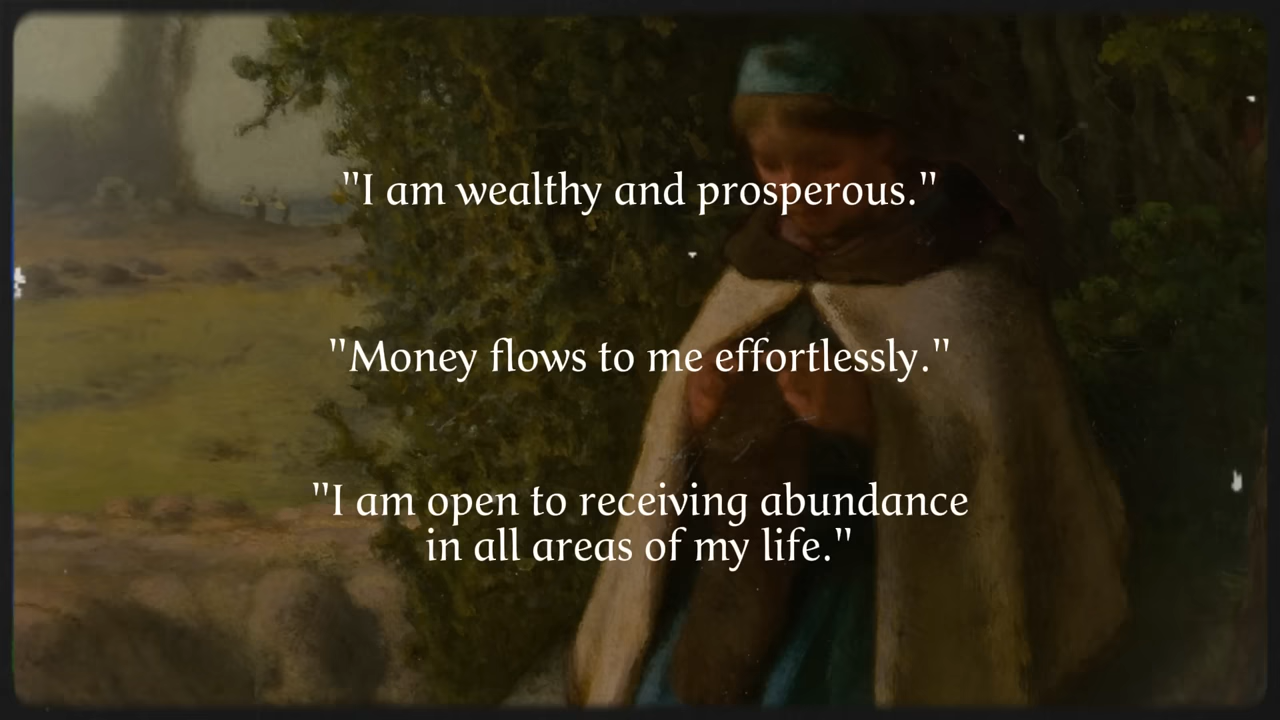 "I am wealthy and prosperous."
"Money flows to me effortlessly."
"I am open to receiving abundance
in all areas of my life."